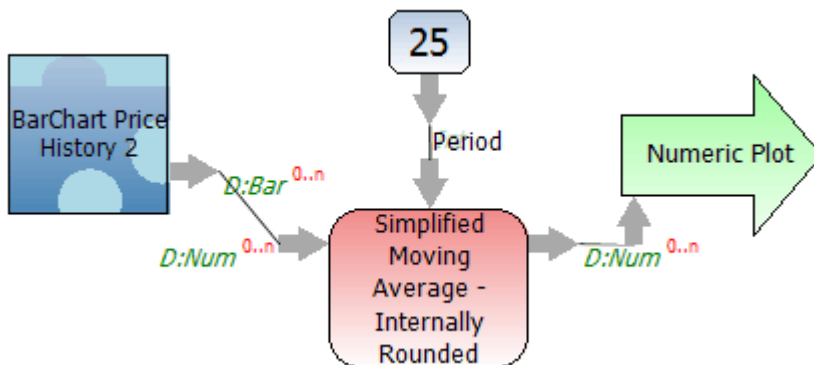 25
BarChart Price
History 2
Period
Numeric Plot
D:Bar 0..n
D:Num 0..n
Simplified
Moving
Average -
Internally
Rounded
D:Num 0..n